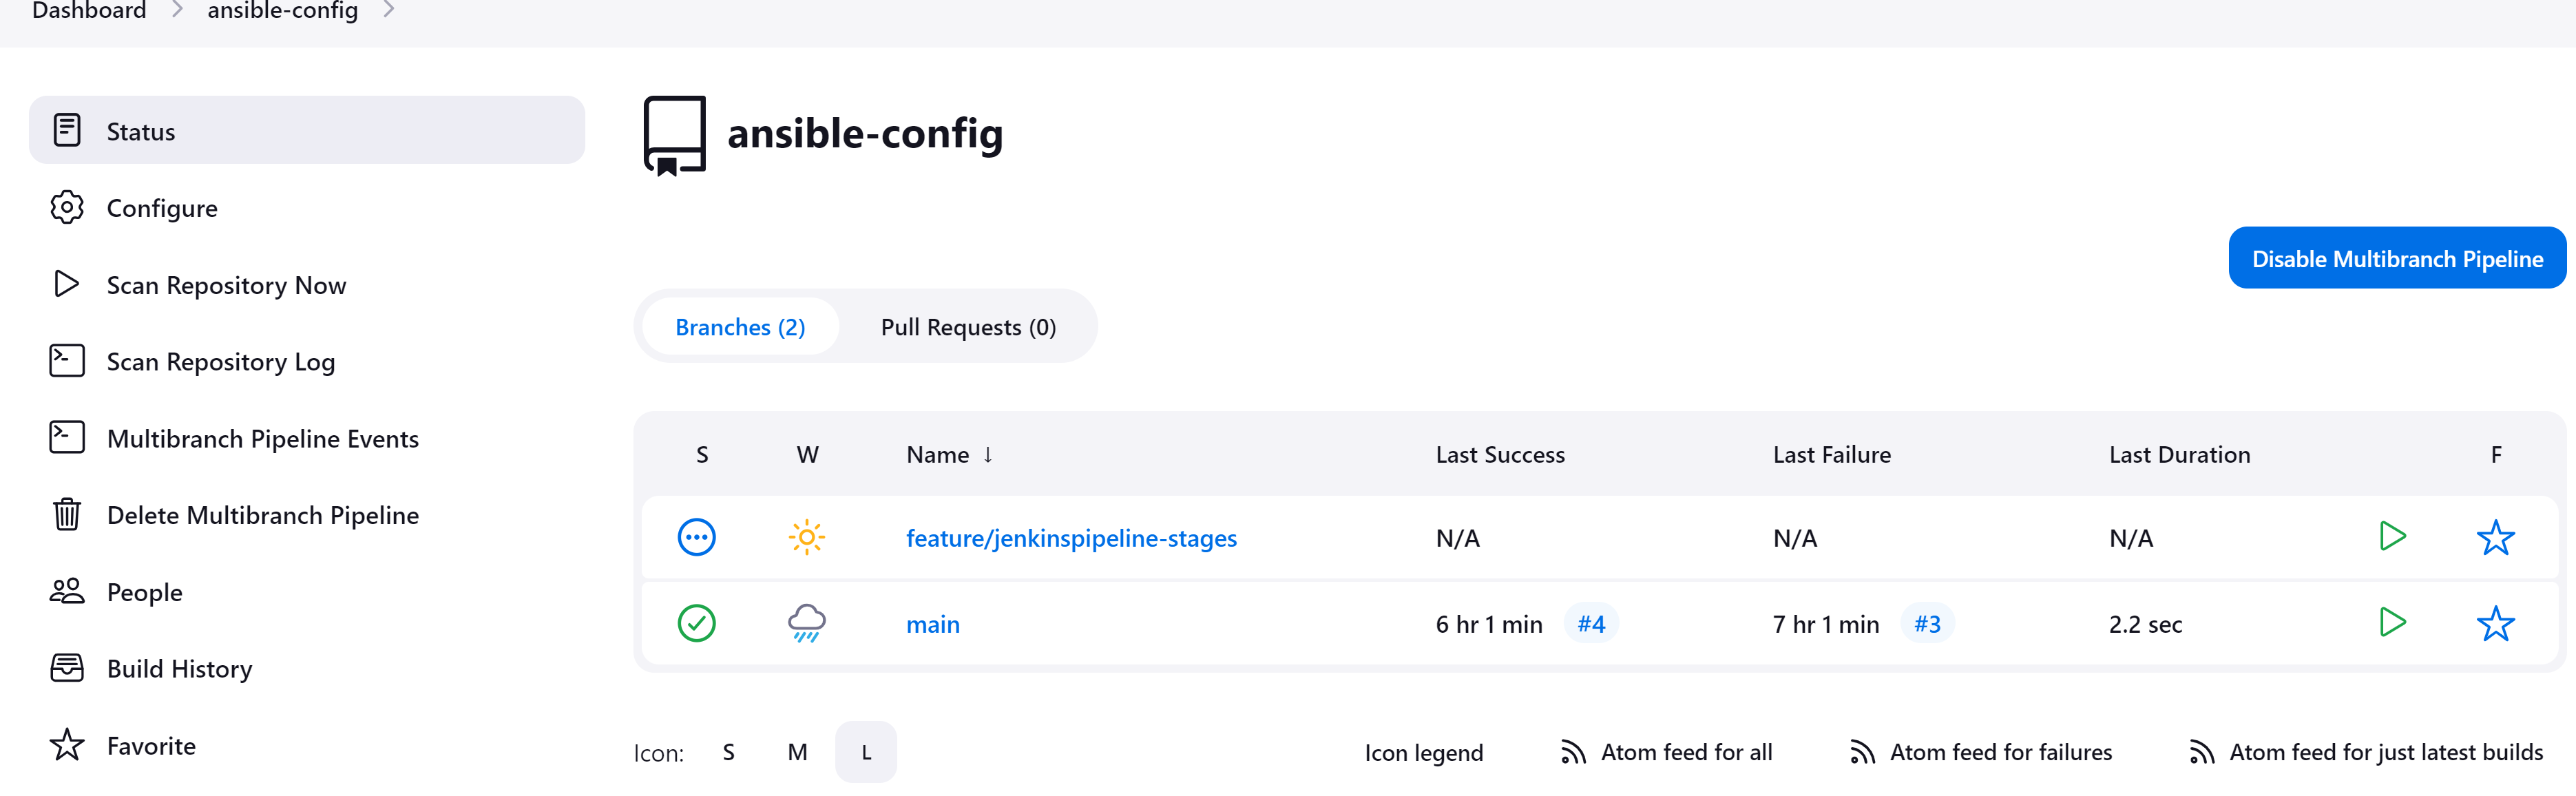 Dashboard > ansible-config >
Status
Configure
Scan Repository Now
Scan Repository Log
Multibranch Pipeline Events
Delete Multibranch Pipeline
People
Build History
Favorite
ansible-config
Disable Multibranch Pipeline
Branches (2) Pull Requests (0)
S W Name ↓ Last Success Last Failure Last Duration F
feature/jenkinspipeline-stages N/A N/A N/A
main 6 hr 1 min #4 7 hr 1 min #3 2.2 sec
Icon: S M L Icon legend Atom feed for all Atom feed for failures Atom feed for just latest builds